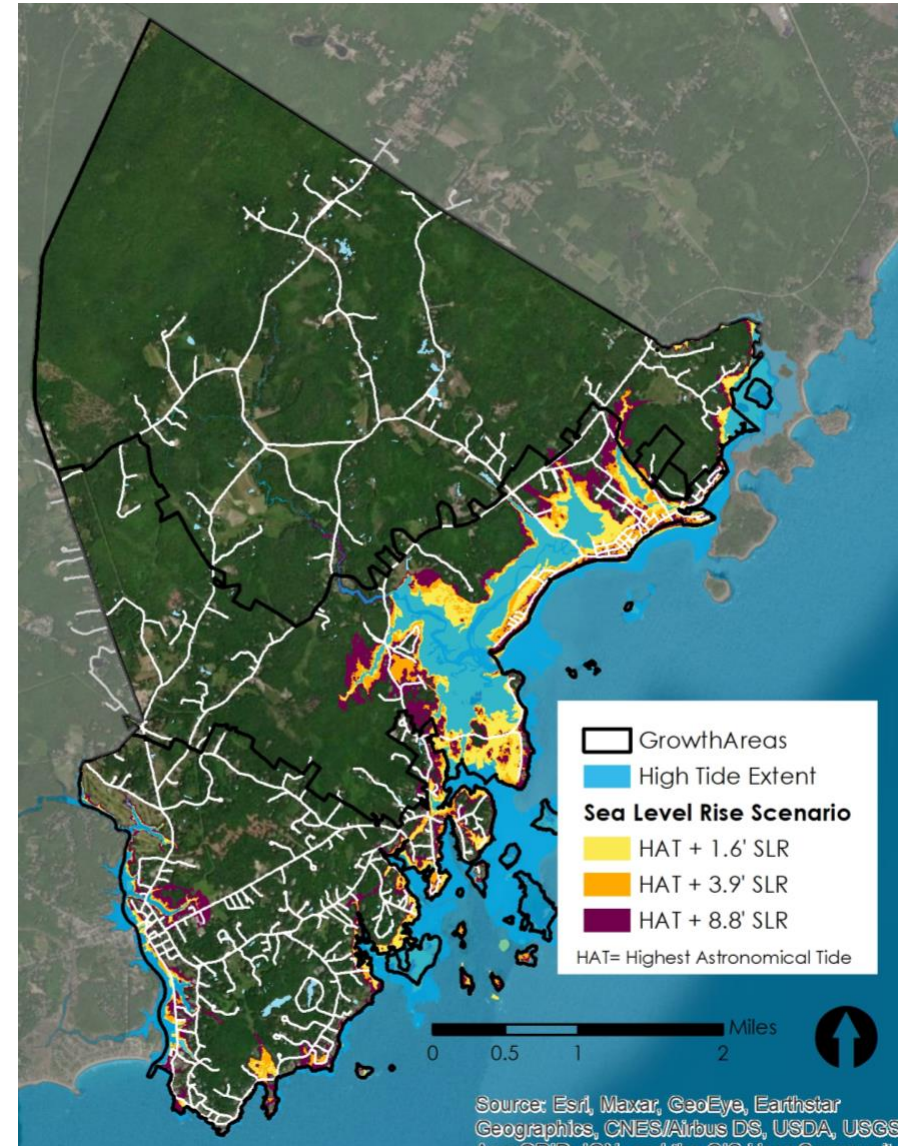 GrowthAreas
High Tide Extent
Sea Level Rise Scenario
HAT + 1.6' SLR
HAT + 3.9' SLR
HAT + 8.8' SLR
HAT= Highest Astronomical Tide
Miles
0 0.5 1 2
Source: Esri, Maxar, GeoEye, Earthstar
Geographics, CNES/Airbus DS, USDA, USGS